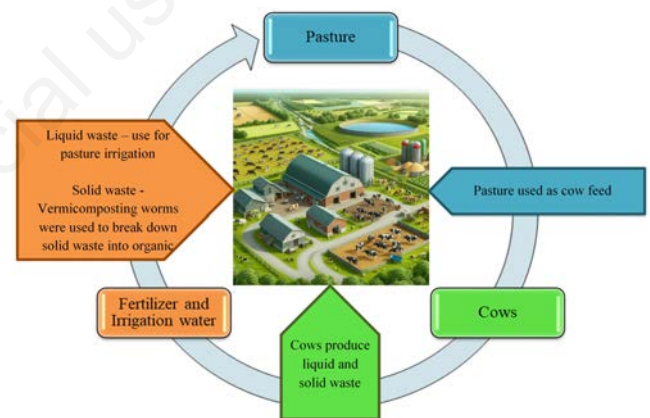 Pasture
Liquid waste – use for
pasture irrigation
Solid waste -
Vermicomposting worms
were used to break down
solid waste into organic
Pasture used as cow feed
Fertilizer and
Irrigation water
Cows
Cows produce
liquid and
solid waste